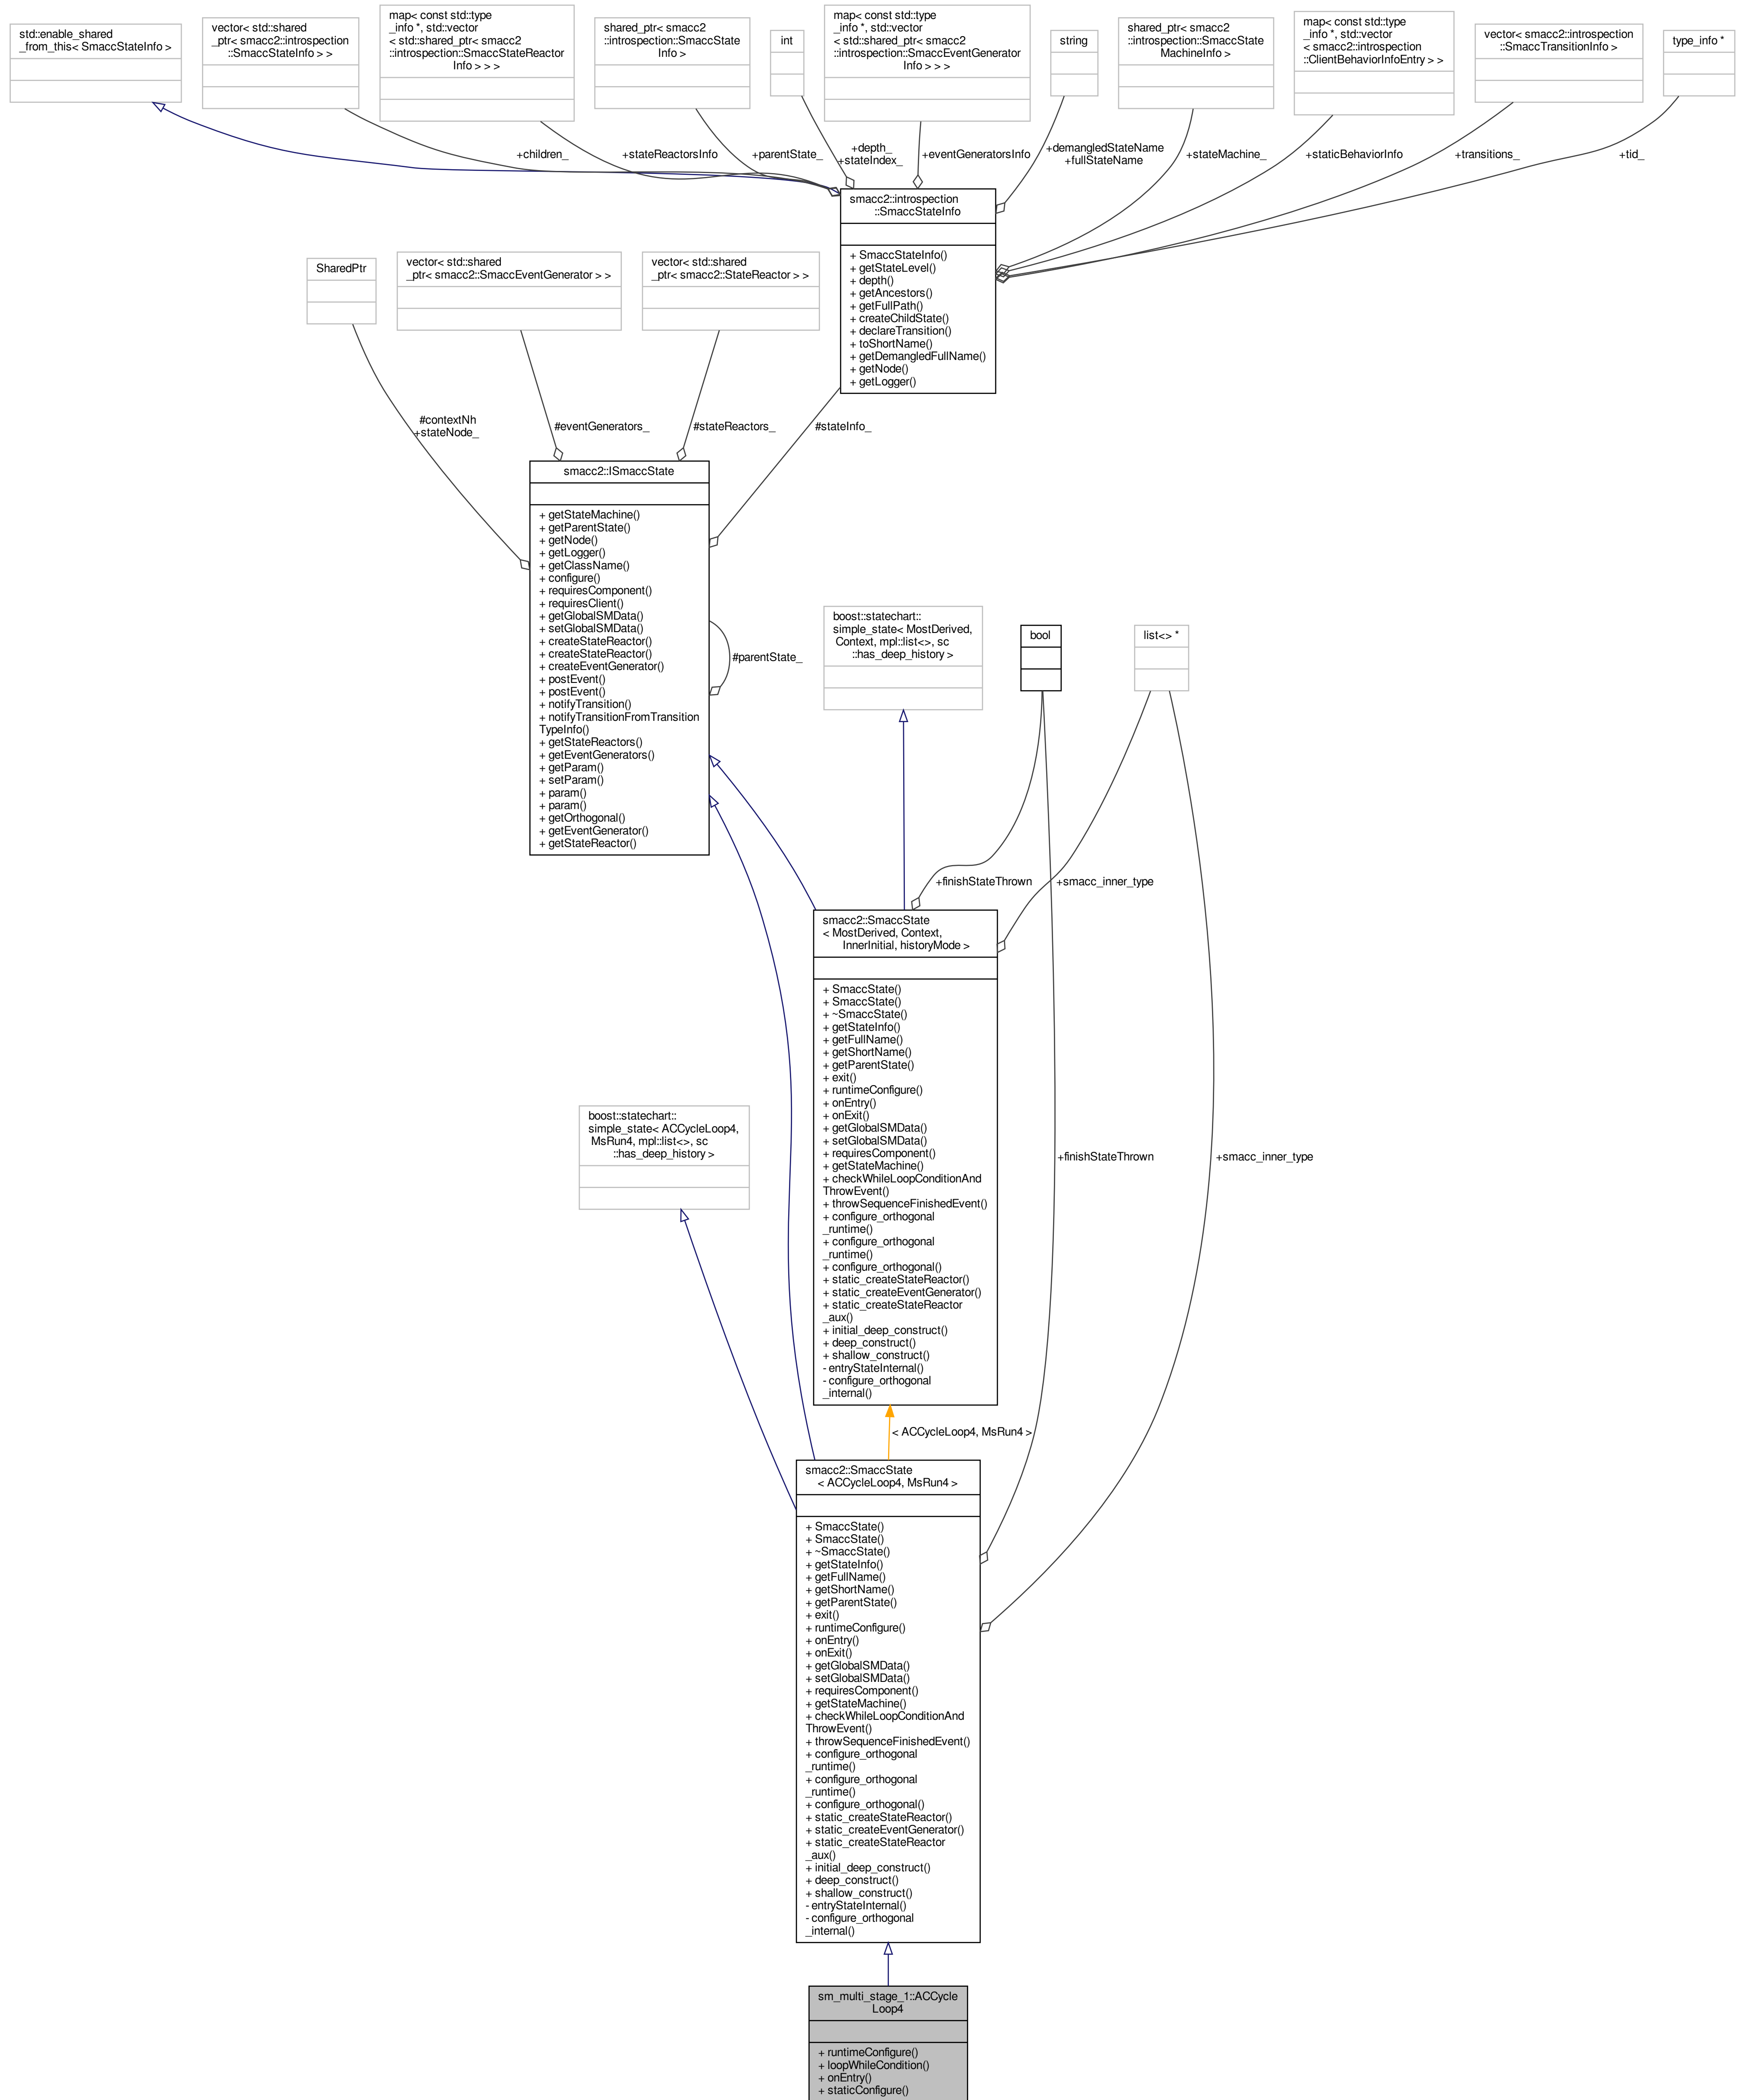 std::enable_shared
_from_this< SmaccStateInfo >
vector< std::shared
_ptr< smacc2::introspection
::SmaccStateInfo > >
map< const std::type
_info *, std::vector
< std::shared_ptr< smacc2
::introspection::SmaccStateReactor
Info > > >
shared_ptr< smacc2
::introspection::SmaccState
Info >
int
map< const std::type
_info *, std::vector
< std::shared_ptr< smacc2
::introspection::SmaccEventGenerator
Info > > >
string
shared_ptr< smacc2
::introspection::SmaccState
MachineInfo >
map< const std::type
_info *, std::vector
< smacc2::introspection
::ClientBehaviorInfoEntry > >
vector< smacc2::introspection
::SmaccTransitionInfo >
type_info *
+children_
+stateReactorsInfo
+parentState_
+depth_
+stateIndex_
+eventGeneratorsInfo
+demangledStateName
+fullStateName
+stateMachine_
+staticBehaviorInfo
+transitions_
+tid_
smacc2::introspection
::SmaccStateInfo
+ SmaccStateInfo()
+ getStateLevel()
+ depth()
+ getAncestors()
+ getFullPath()
+ createChildState()
+ declareTransition()
+ toShortName()
+ getDemangledFullName()
+ getNode()
+ getLogger()
SharedPtr
vector< std::shared
_ptr< smacc2::SmaccEventGenerator > >
vector< std::shared
_ptr< smacc2::StateReactor > >
#contextNh
+stateNode_
#eventGenerators_
#stateReactors_
#stateInfo_
smacc2::ISmaccState
+ getStateMachine()
+ getParentState()
+ getNode()
+ getLogger()
+ getClassName()
+ configure()
+ requiresComponent()
+ requiresClient()
+ getGlobalSMData()
+ setGlobalSMData()
+ createStateReactor()
+ createStateReactor()
+ createEventGenerator()
+ postEvent()
+ postEvent()
+ notifyTransition()
+ notifyTransitionFromTransition
TypeInfo()
+ getStateReactors()
+ getEventGenerators()
+ getParam()
+ setParam()
+ param()
+ param()
+ getOrthogonal()
+ getEventGenerator()
+ getStateReactor()
#parentState_
boost::statechart::
simple_state< MostDerived,
Context, mpl::list<>, sc
::has_deep_history >
bool
list<> *
+finishStateThrown
+smacc_inner_type
smacc2::SmaccState
< MostDerived, Context,
InnerInitial, historyMode >
+ SmaccState()
+ SmaccState()
+ ~SmaccState()
+ getStateInfo()
+ getFullName()
+ getShortName()
+ getParentState()
+ exit()
+ runtimeConfigure()
+ onEntry()
+ onExit()
+ getGlobalSMData()
+ setGlobalSMData()
+ requiresComponent()
+ getStateMachine()
+ checkWhileLoopConditionAnd
ThrowEvent()
+ throwSequenceFinishedEvent()
+ configure_orthogonal
_runtime()
+ configure_orthogonal
_runtime()
+ configure_orthogonal()
+ static_createStateReactor()
+ static_createEventGenerator()
+ static_createStateReactor
_aux()
+ initial_deep_construct()
+ deep_construct()
+ shallow_construct()
- entryStateInternal()
- configure_orthogonal
_internal()
boost::statechart::
simple_state< ACCycleLoop4,
MsRun4, mpl::list<>, sc
::has_deep_history >
+finishStateThrown
+smacc_inner_type
< ACCycleLoop4, MsRun4 >
smacc2::SmaccState
< ACCycleLoop4, MsRun4 >
+ SmaccState()
+ SmaccState()
+ ~SmaccState()
+ getStateInfo()
+ getFullName()
+ getShortName()
+ getParentState()
+ exit()
+ runtimeConfigure()
+ onEntry()
+ onExit()
+ getGlobalSMData()
+ setGlobalSMData()
+ requiresComponent()
+ getStateMachine()
+ checkWhileLoopConditionAnd
ThrowEvent()
+ throwSequenceFinishedEvent()
+ configure_orthogonal
_runtime()
+ configure_orthogonal
_runtime()
+ configure_orthogonal()
+ static_createStateReactor()
+ static_createEventGenerator()
+ static_createStateReactor
_aux()
+ initial_deep_construct()
+ deep_construct()
+ shallow_construct()
- entryStateInternal()
- configure_orthogonal
_internal()
sm_multi_stage_1::ACCycle
Loop4
+ runtimeConfigure()
+ loopWhileCondition()
+ onEntry()
+ staticConfigure()